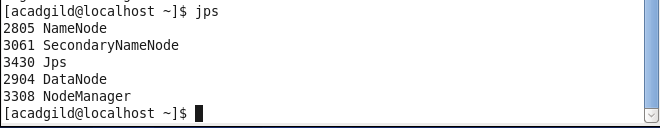 [acadgild@localhost ~]$ jps
2805 NameNode
3061 SecondaryNameNode
3430 Jps
2904 DataNode
3308 NodeManager
[acadgild@localhost ~]$